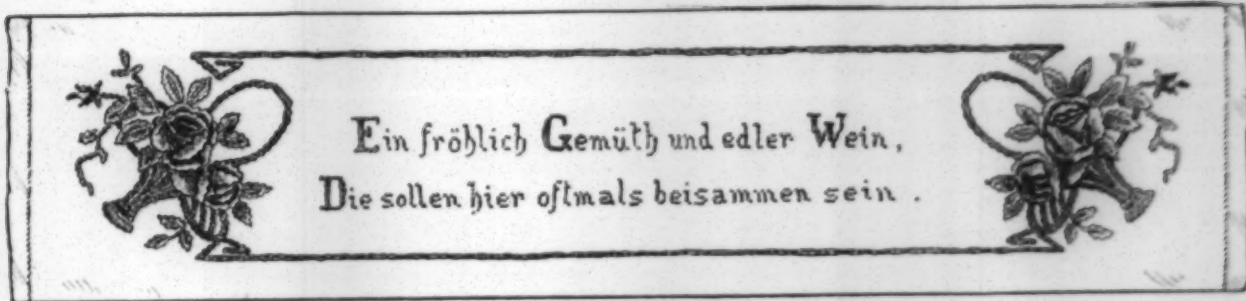 Ein fröhlich Gemüth und edler Wein,
Die sollen hier oftmals beisammen sein.